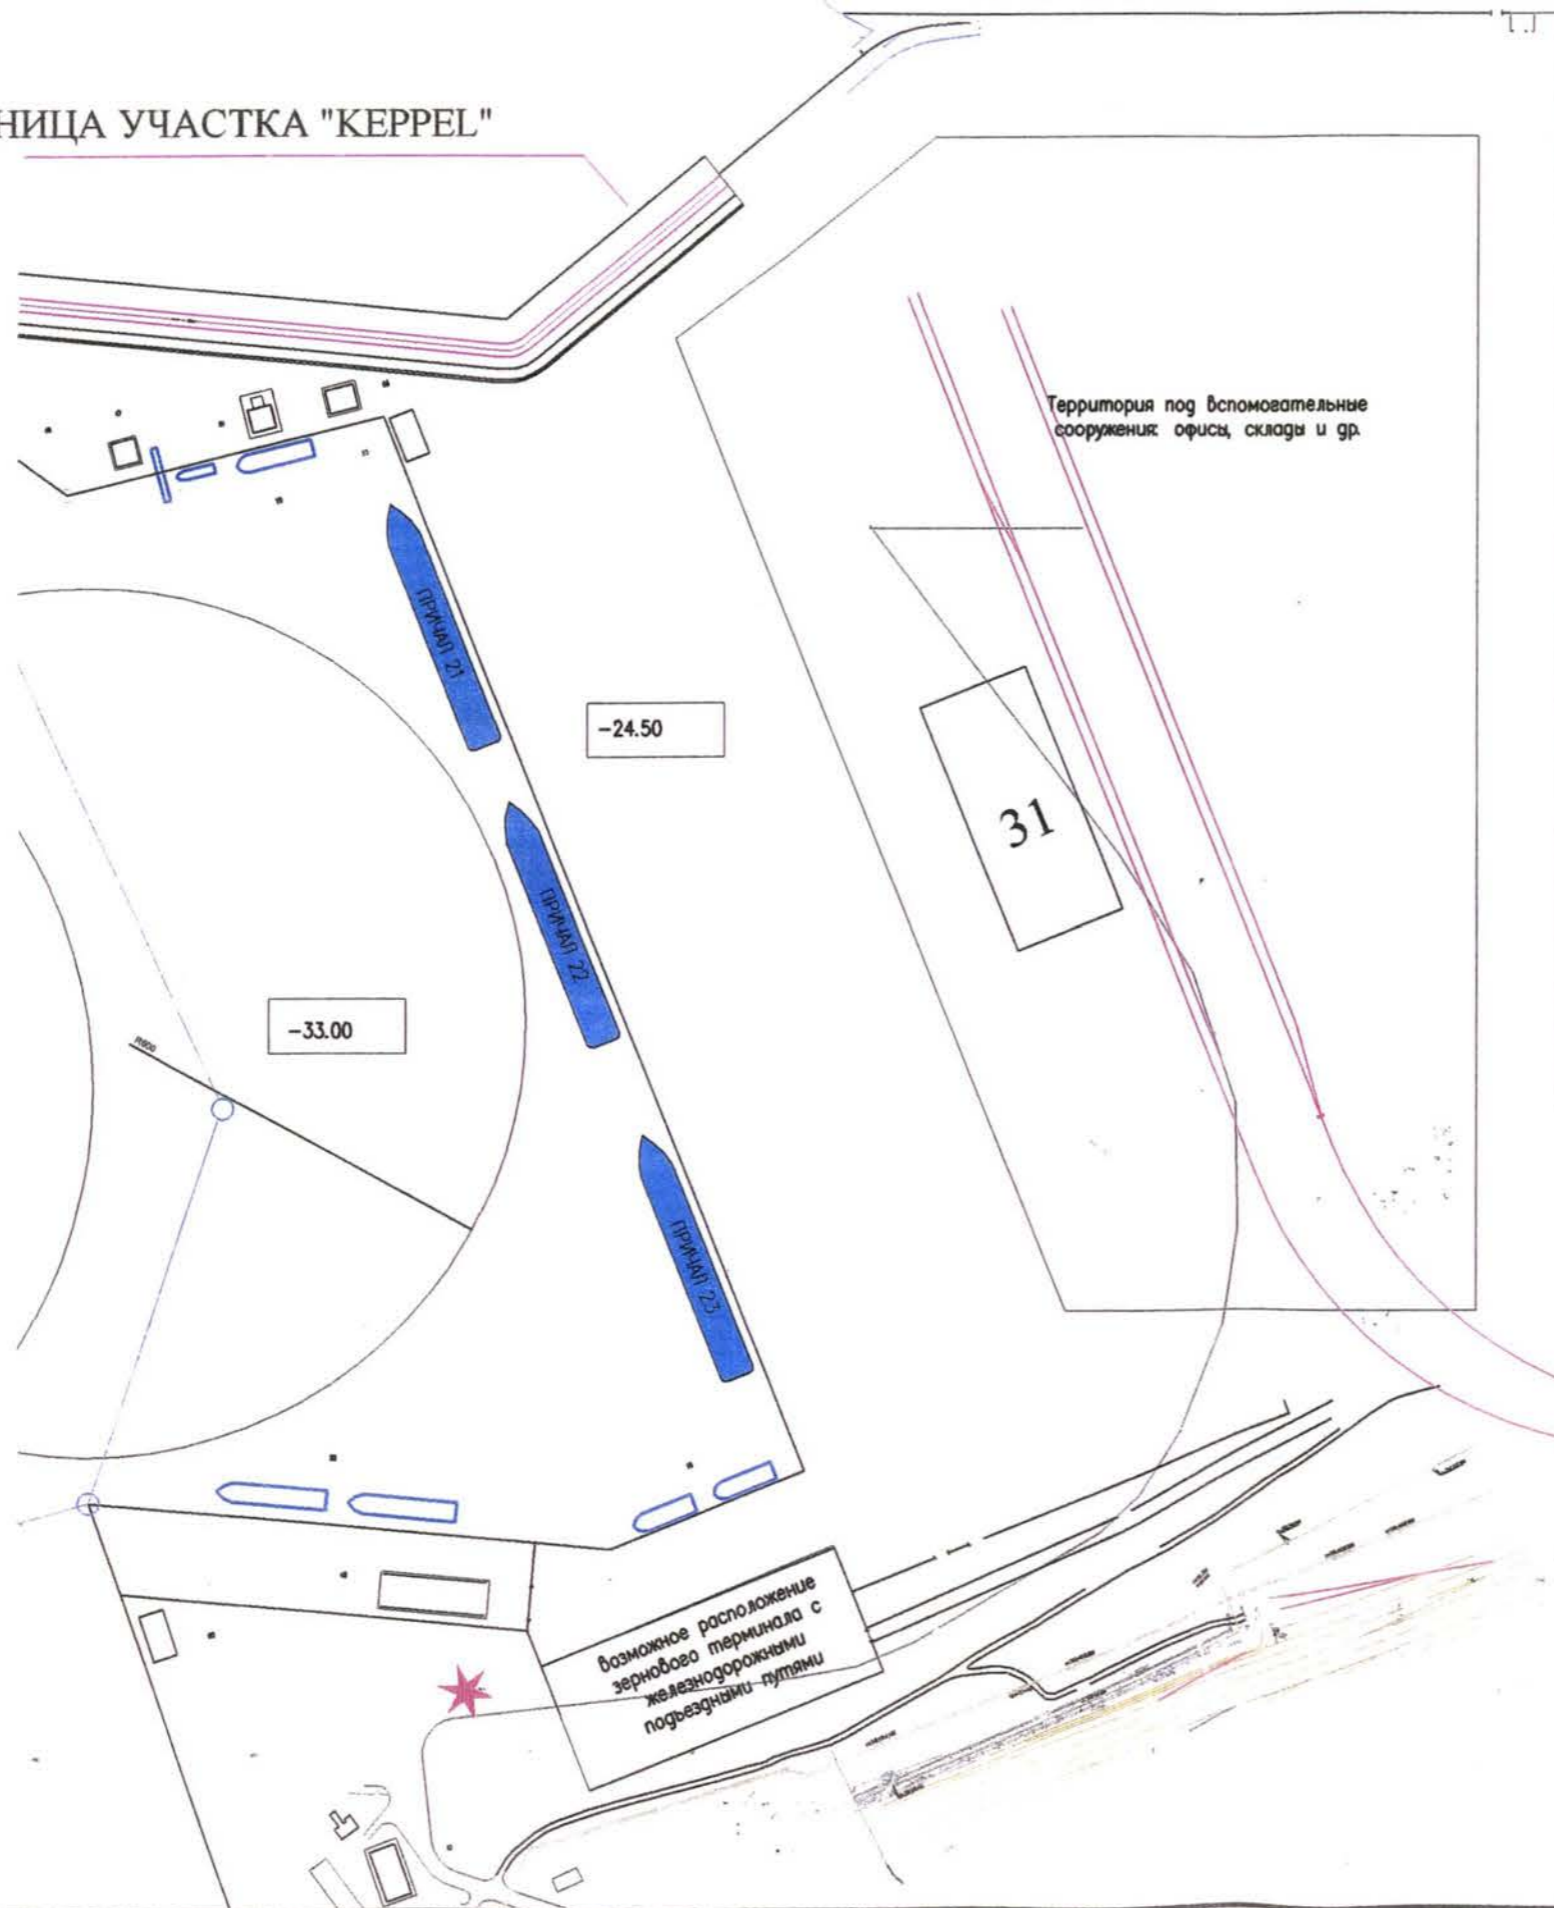 НИЦА УЧАСТКА "KEPPEL"
Территория под вспомогательные
сооружения: офисы, склады и др.
ПРИЧАЛ 21
-24.50
31
ПРИЧАЛ 22
-33.00
R600
ПРИЧАЛ 23
возможное расположение
зернового терминала с
железнодорожными
подъездными путями